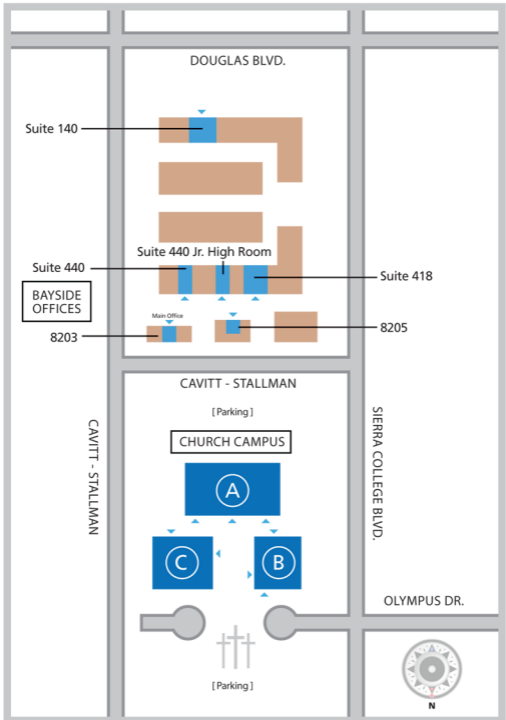 DOUGLAS BLVD.
Suite 140
Suite 440 Jr. High Room
Suite 440
Suite 418
BAYSIDE
OFFICES
Main Office
8203
8205
CAVITT - STALLMAN
[ Parking ]
CHURCH CAMPUS
CAVITT - STALLMAN
SIERRA COLLEGE BLVD.
A
C
B
OLYMPUS DR.
[ Parking ]
N